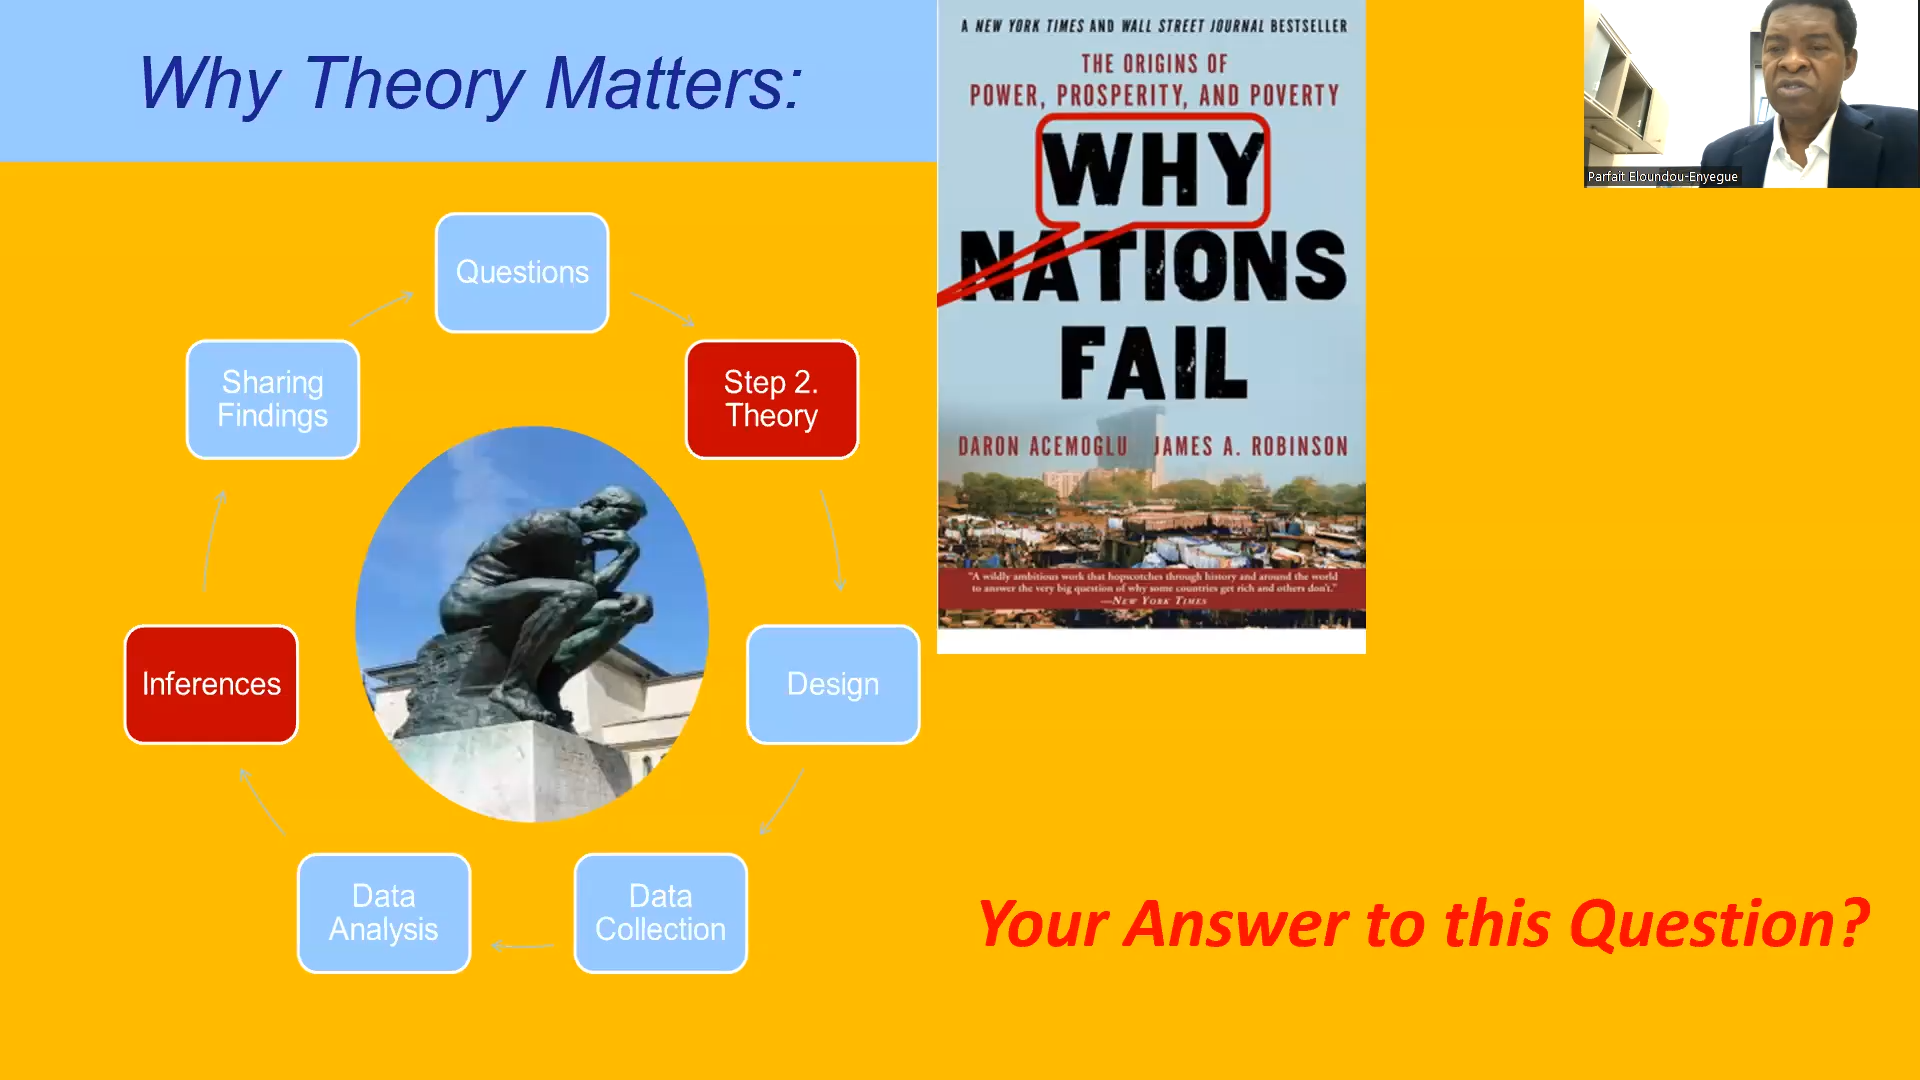 Why Theory Matters:
Questions
Step 2.
Theory
Design
Data
Collection
Data
Analysis
Inferences
Sharing
Findings
A NEW YORK TIMES AND WALL STREET JOURNAL BESTSELLER
THE ORIGINS OF
POWER, PROSPERITY, AND POVERTY
WHY
NATIONS
FAIL
DARON ACEMOGLU JAMES A. ROBINSON
"A wildly ambitious work that hopscotches through history and around the world
to answer the very big question of why some countries get rich and others don't."
—NEW YORK TIMES
Parfait Eloundou-Enyegue
Your Answer to this Question?